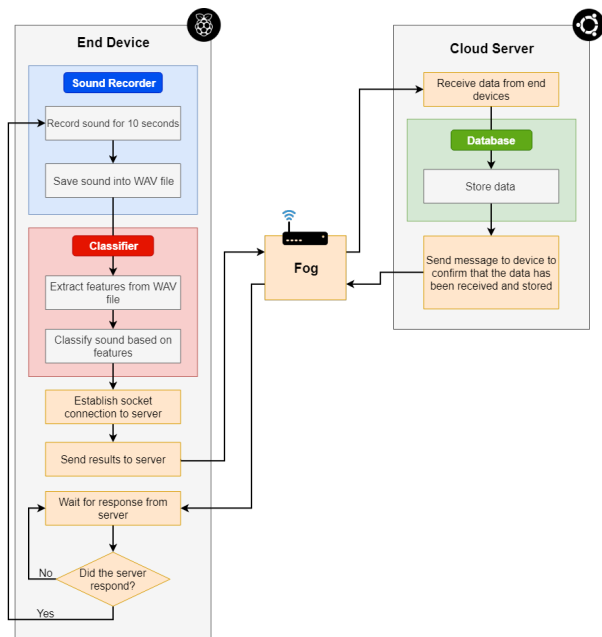 End Device
Sound Recorder
Record sound for 10 seconds
Save sound into WAV file
Classifier
Extract features from WAV
file
Classify sound based on
features
Establish socket
connection to server
Send results to server
Wait for response from
server
Did the server
respond?
No
Yes
Fog
Cloud Server
Receive data from end
devices
Database
Store data
Send message to device to
confirm that the data has
been received and stored